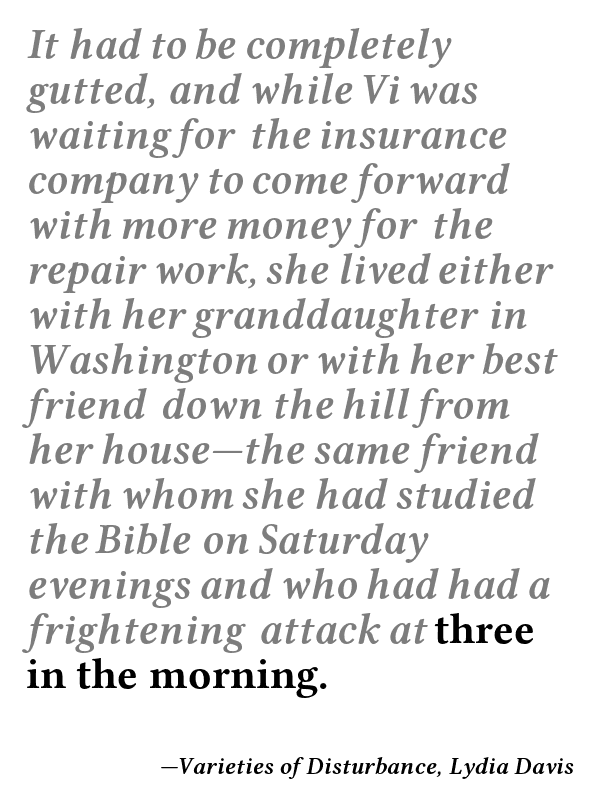 It had to be completely
gutted, and while Vi was
waiting for the insurance
company to come forward
with more money for the
repair work, she lived either
with her granddaughter in
Washington or with her best
friend down the hill from
her house—the same friend
with whom she had studied
the Bible on Saturday
evenings and who had had a
frightening attack at three
in the morning.
—Varieties of Disturbance, Lydia Davis